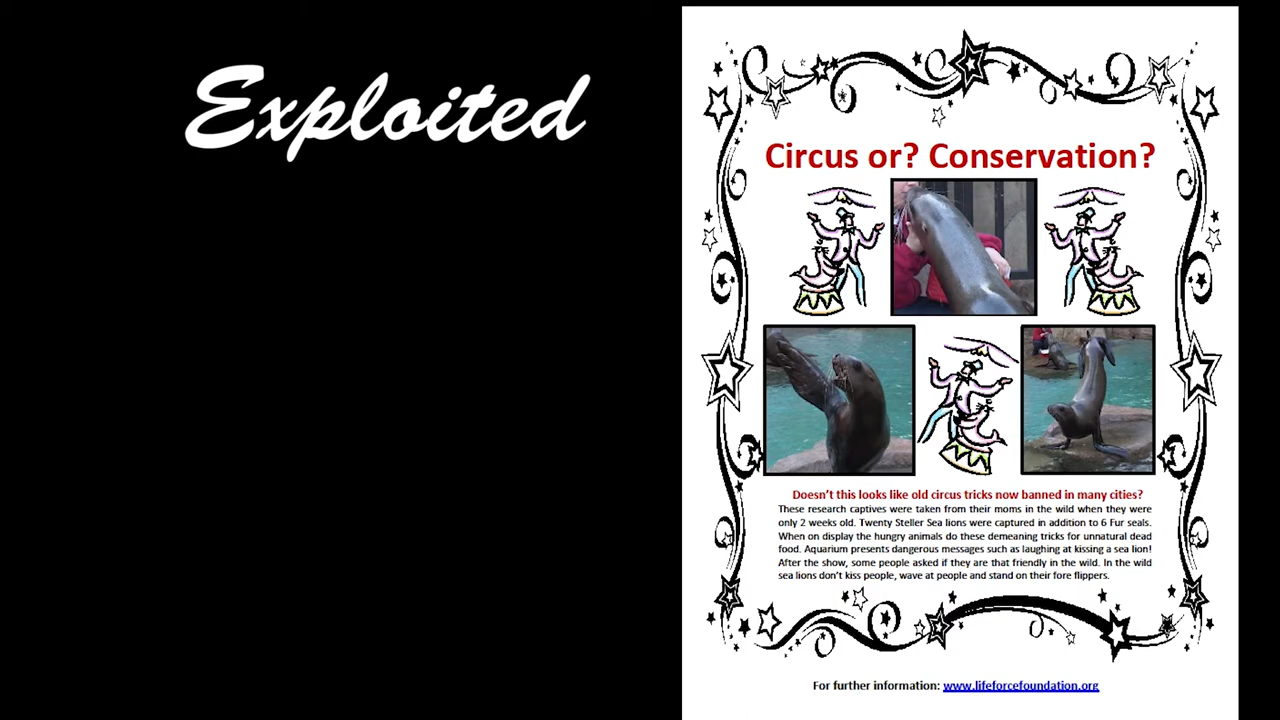 Exploited
Circus or? Conservation?
Doesn't this looks like old circus tricks now banned in many cities?
These research captives were taken from their moms in the wild when they were
only 2 weeks old. Twenty Steller Sea lions were captured in addition to 6 Fur seals.
When on display the hungry animals do these demeaning tricks for unnatural dead
food. Aquarium presents dangerous messages such as laughing at kissing a sea lion!
After the show, some people asked if they are that friendly in the wild. In the wild
sea lions don't kiss people, wave at people and stand on their fore flippers.
For further information: www.lifeforcefoundation.org